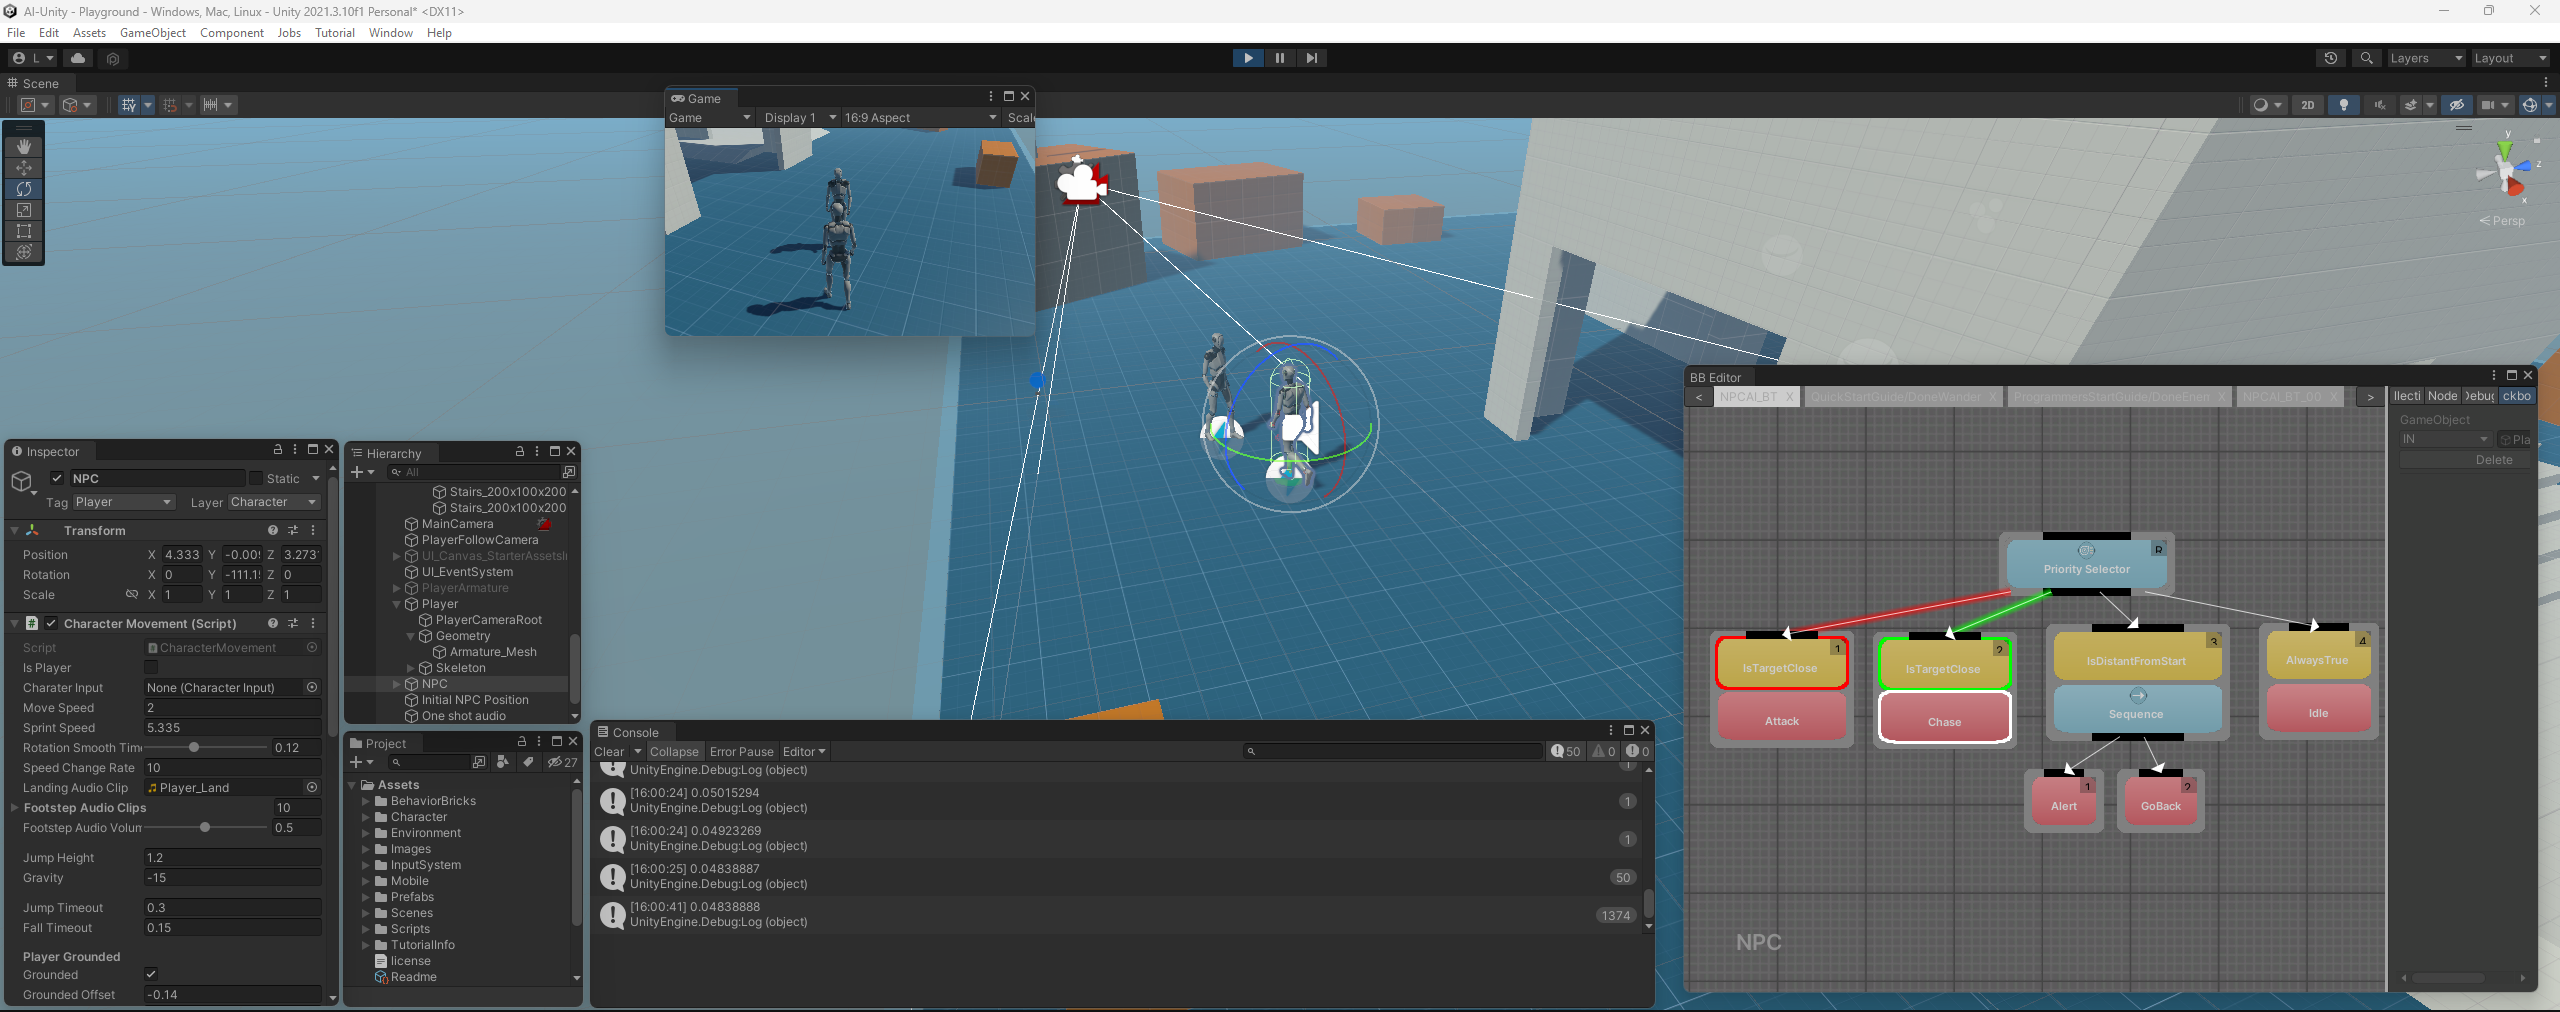 AI-Unity - Playground - Windows, Mac, Linux - Unity 2021.3.10f1 Personal* <DX11>
File Edit Assets GameObject Component Jobs Tutorial Window Help
L Layers Layout
Scene
2D
y
z
x
Persp
Game
Game Display 1 16:9 Aspect Scal
Inspector
NPC Static
Tag Player Layer Character
Transform
Position X 4.333 Y -0.009 Z 3.273
Rotation X 0 Y -111.1 Z 0
Scale X 1 Y 1 Z 1
Character Movement (Script)
Script CharacterMovement
Is Player
Charater Input None (Character Input)
Move Speed 2
Sprint Speed 5.335
Rotation Smooth Tim 0.12
Speed Change Rate 10
Landing Audio Clip Player_Land
Footstep Audio Clips 10
Footstep Audio Volun 0.5
Jump Height 1.2
Gravity -15
Jump Timeout 0.3
Fall Timeout 0.15
Player Grounded
Grounded
Grounded Offset -0.14
Hierarchy
All
Stairs_200x100x200
Stairs_200x100x200
MainCamera
PlayerFollowCamera
UI_Canvas_StarterAssetsI
UI_EventSystem
PlayerArmature
Player
PlayerCameraRoot
Geometry
Armature_Mesh
Skeleton
NPC
Initial NPC Position
One shot audio
Project
27
Assets
BehaviorBricks
Character
Environment
Images
InputSystem
Mobile
Prefabs
Scenes
Scripts
TutorialInfo
license
Readme
Console
Clear Collapse Error Pause Editor 50 0 0
UnityEngine.Debug:Log (object) 1
[16:00:24] 0.05015294
UnityEngine.Debug:Log (object) 1
[16:00:24] 0.04923269
UnityEngine.Debug:Log (object) 1
[16:00:25] 0.04838887
UnityEngine.Debug:Log (object) 50
[16:00:41] 0.04838888
UnityEngine.Debug:Log (object) 1374
BB Editor
< NPCAI_BT X QuickStartGuide/DoneWander X ProgrammersStartGuide/DoneEnem X NPCAI_BT_00 X > llecti Node Debug ckbo
GameObject
IN Pla
Delete
R
Priority Selector
1
IsTargetClose
Attack
2
IsTargetClose
Chase
3
IsDistantFromStart
Sequence
4
AlwaysTrue
Idle
1
Alert
2
GoBack
NPC